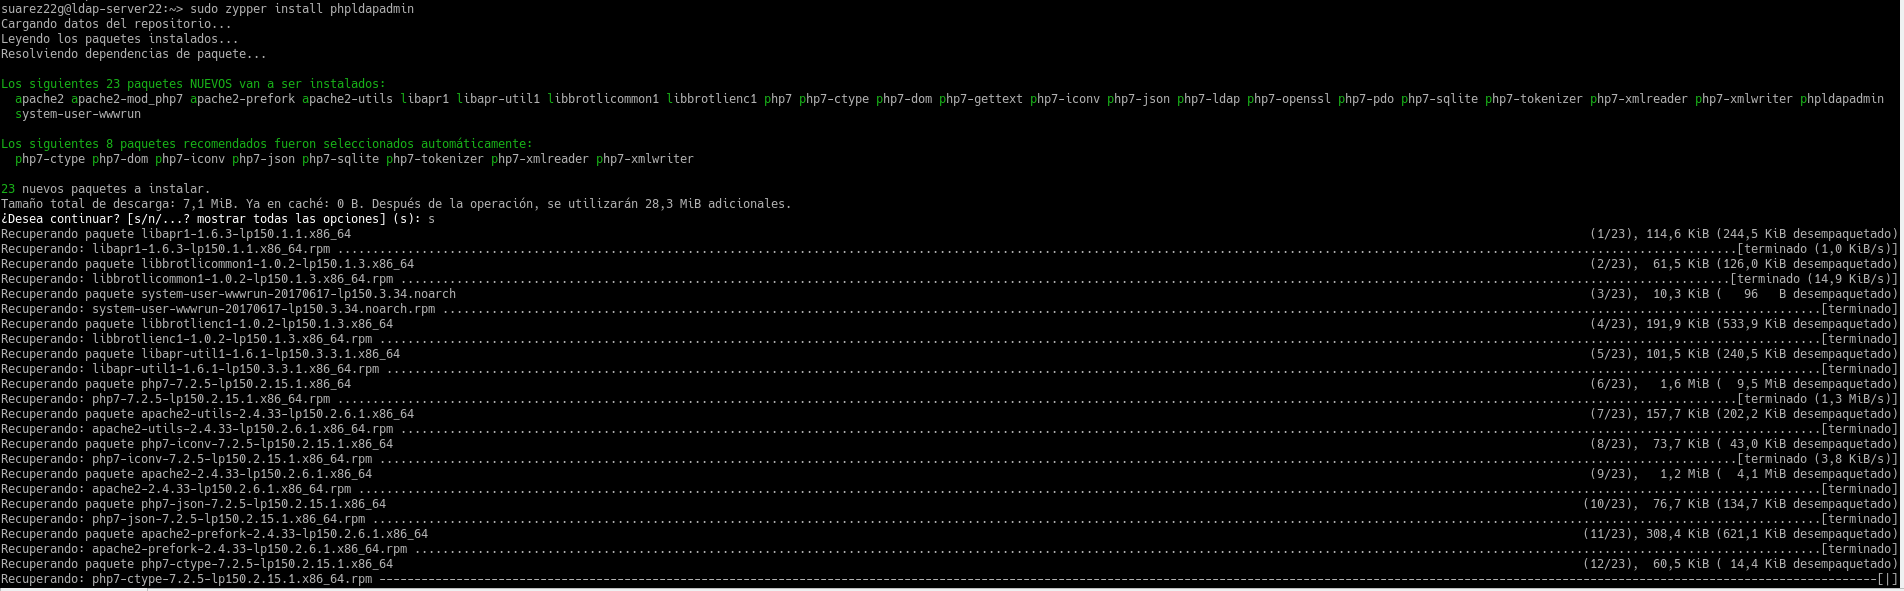 suarez22g@ldap-server22:~> sudo zypper install phpldapadmin
Cargando datos del repositorio...
Leyendo los paquetes instalados...
Resolviendo dependencias de paquete...
Los siguientes 23 paquetes NUEVOS van a ser instalados:
apache2 apache2-mod_php7 apache2-prefork apache2-utils libapr1 libapr-util1 libbrotlicommon1 libbrotlienc1 php7 php7-ctype php7-dom php7-gettext php7-iconv php7-json php7-ldap php7-openssl php7-pdo php7-sqlite php7-tokenizer php7-xmlreader php7-xmlwriter phpldapadmin
system-user-wwwrun
Los siguientes 8 paquetes recomendados fueron seleccionados automáticamente:
php7-ctype php7-dom php7-iconv php7-json php7-sqlite php7-tokenizer php7-xmlreader php7-xmlwriter
23 nuevos paquetes a instalar.
Tamaño total de descarga: 7,1 MiB. Ya en caché: 0 B. Después de la operación, se utilizarán 28,3 MiB adicionales.
¿Desea continuar? [s/n/...? mostrar todas las opciones] (s): s
Recuperando paquete libapr1-1.6.3-lp150.1.1.x86_64 (1/23), 114,6 KiB (244,5 KiB desempaquetado)
Recuperando: libapr1-1.6.3-lp150.1.1.x86_64.rpm ...[terminado (1,0 KiB/s)]
Recuperando paquete libbrotlicommon1-1.0.2-lp150.1.3.x86_64 (2/23),  61,5 KiB (126,0 KiB desempaquetado)
Recuperando: libbrotlicommon1-1.0.2-lp150.1.3.x86_64.rpm ...[terminado (14,9 KiB/s)]
Recuperando paquete system-user-wwwrun-20170617-lp150.3.34.noarch (3/23),  10,3 KiB (   96   B desempaquetado)
Recuperando: system-user-wwwrun-20170617-lp150.3.34.noarch.rpm ...[terminado]
Recuperando paquete libbrotlienc1-1.0.2-lp150.1.3.x86_64 (4/23), 191,9 KiB (533,9 KiB desempaquetado)
Recuperando: libbrotlienc1-1.0.2-lp150.1.3.x86_64.rpm ...[terminado]
Recuperando paquete libapr-util1-1.6.1-lp150.3.3.1.x86_64 (5/23), 101,5 KiB (240,5 KiB desempaquetado)
Recuperando: libapr-util1-1.6.1-lp150.3.3.1.x86_64.rpm ...[terminado]
Recuperando paquete php7-7.2.5-lp150.2.15.1.x86_64 (6/23),   1,6 MiB (  9,5 MiB desempaquetado)
Recuperando: php7-7.2.5-lp150.2.15.1.x86_64.rpm ...[terminado (1,3 MiB/s)]
Recuperando paquete apache2-utils-2.4.33-lp150.2.6.1.x86_64 (7/23), 157,7 KiB (202,2 KiB desempaquetado)
Recuperando: apache2-utils-2.4.33-lp150.2.6.1.x86_64.rpm ...[terminado]
Recuperando paquete php7-iconv-7.2.5-lp150.2.15.1.x86_64 (8/23),  73,7 KiB ( 43,0 KiB desempaquetado)
Recuperando: php7-iconv-7.2.5-lp150.2.15.1.x86_64.rpm ...[terminado (3,8 KiB/s)]
Recuperando paquete apache2-2.4.33-lp150.2.6.1.x86_64 (9/23),   1,2 MiB (  4,1 MiB desempaquetado)
Recuperando: apache2-2.4.33-lp150.2.6.1.x86_64.rpm ...[terminado]
Recuperando paquete php7-json-7.2.5-lp150.2.15.1.x86_64 (10/23),  76,7 KiB (134,7 KiB desempaquetado)
Recuperando: php7-json-7.2.5-lp150.2.15.1.x86_64.rpm ...[terminado]
Recuperando paquete apache2-prefork-2.4.33-lp150.2.6.1.x86_64 (11/23), 308,4 KiB (621,1 KiB desempaquetado)
Recuperando: apache2-prefork-2.4.33-lp150.2.6.1.x86_64.rpm ...[terminado]
Recuperando paquete php7-ctype-7.2.5-lp150.2.15.1.x86_64 (12/23),  60,5 KiB ( 14,4 KiB desempaquetado)
Recuperando: php7-ctype-7.2.5-lp150.2.15.1.x86_64.rpm ---[|]